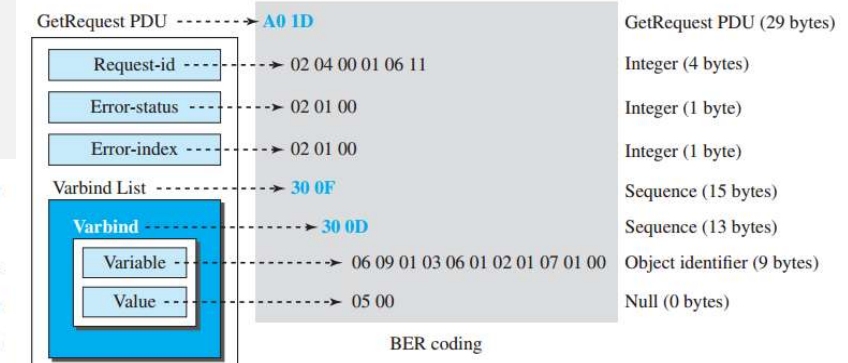 GetRequest PDU A0 1D GetRequest PDU (29 bytes)
Request-id 02 04 00 01 06 11 Integer (4 bytes)
Error-status 02 01 00 Integer (1 byte)
Error-index 02 01 00 Integer (1 byte)
Varbind List 30 0F Sequence (15 bytes)
Varbind 30 0D Sequence (13 bytes)
Variable 06 09 01 03 06 01 02 01 07 01 00 Object identifier (9 bytes)
Value 05 00 Null (0 bytes)
BER coding